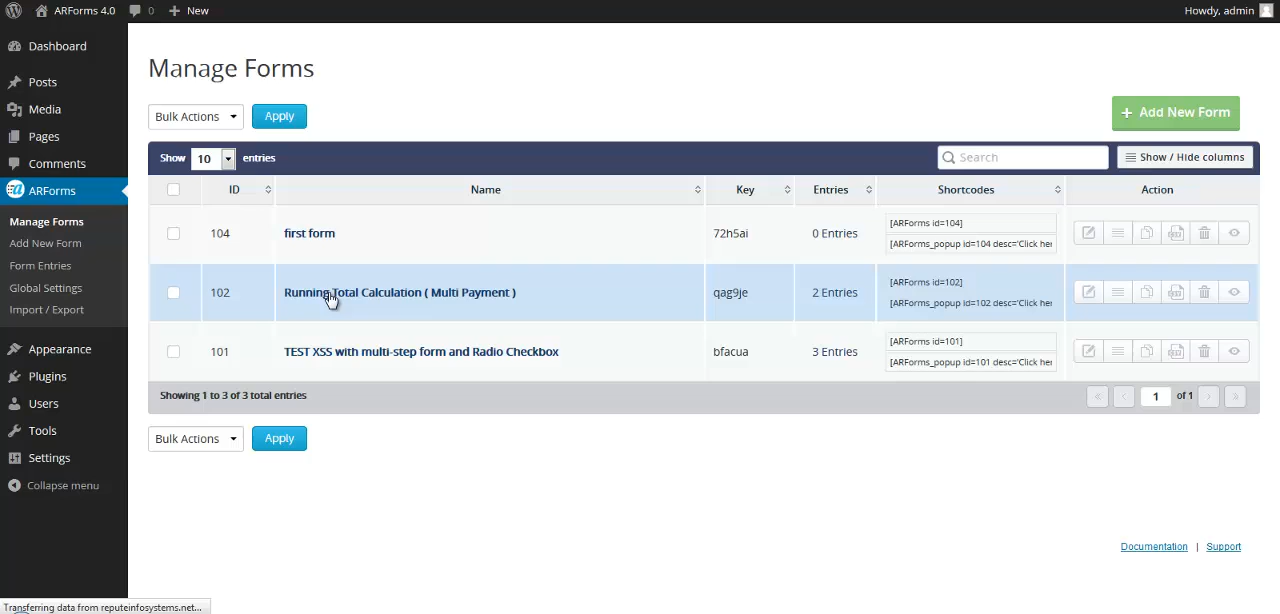 ARForms 4.0
0
New
Howdy, admin
Dashboard
Posts
Media
Pages
Comments
ARForms
Manage Forms
Add New Form
Form Entries
Global Settings
Import / Export
Appearance
Plugins
Users
Tools
Settings
Collapse menu
Manage Forms
Bulk Actions
Apply
+ Add New Form
Show 10 entries
Search
Show / Hide columns
ID Name Key Entries Shortcodes Action
104 first form 72h5ai 0 Entries [ARForms id=104]
[ARForms_popup id=104 desc='Click her
102 Running Total Calculation ( Multi Payment ) qag9je 2 Entries [ARForms id=102]
[ARForms_popup id=102 desc='Click her
101 TEST XSS with multi-step form and Radio Checkbox bfacua 3 Entries [ARForms id=101]
[ARForms_popup id=101 desc='Click her
Showing 1 to 3 of 3 total entries
« ‹ 1 of 1 › »
Bulk Actions
Apply
Documentation | Support
Transferring data from reputeinfosystems.net...